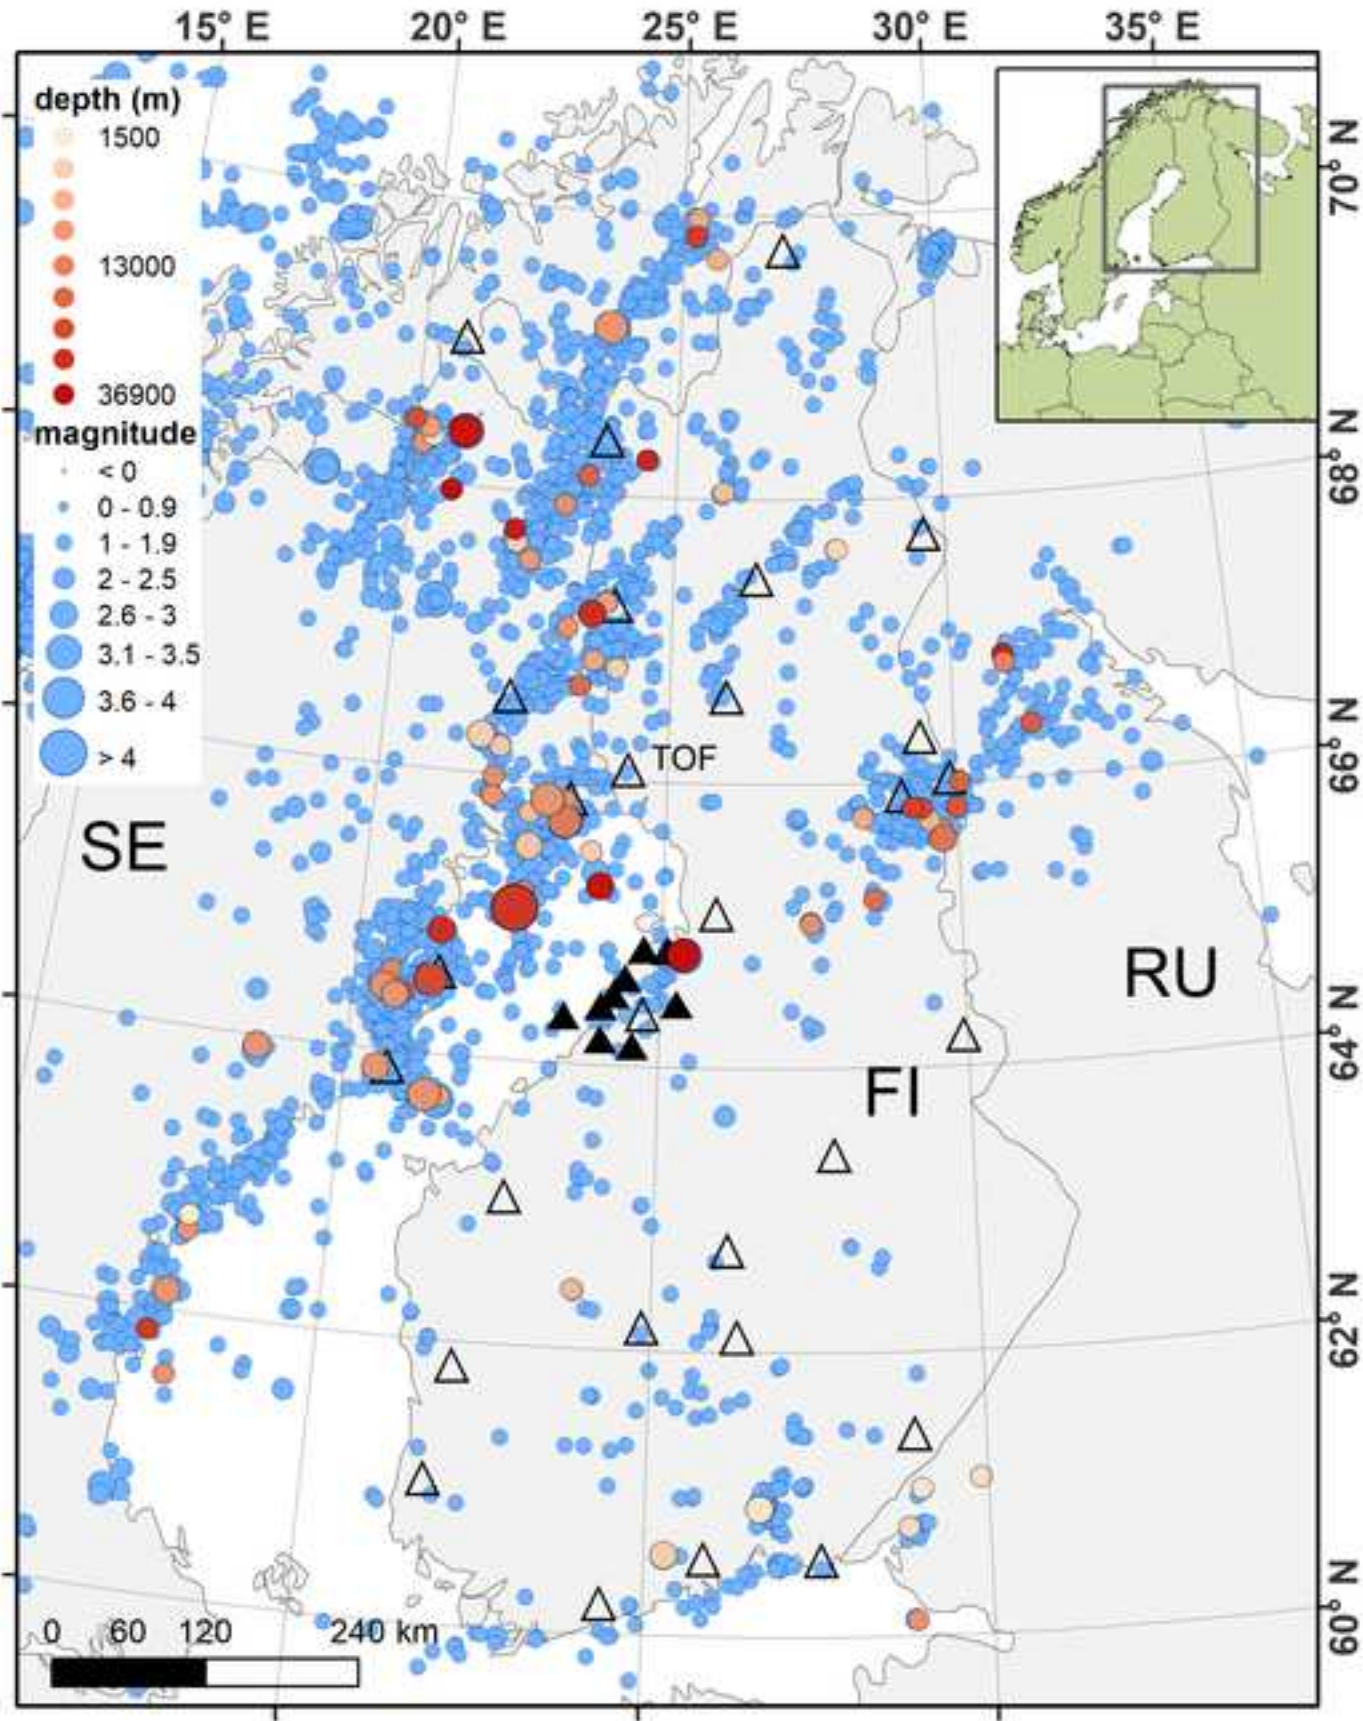 15° E 20° E 25° E 30° E 35° E
depth (m)
1500
13000
36900
magnitude
< 0
0 - 0.9
1 - 1.9
2 - 2.5
2.6 - 3
3.1 - 3.5
3.6 - 4
> 4
70° N
68° N
66° N
64° N
62° N
60° N
TOF
SE
RU
FI
0 60 120 240 km